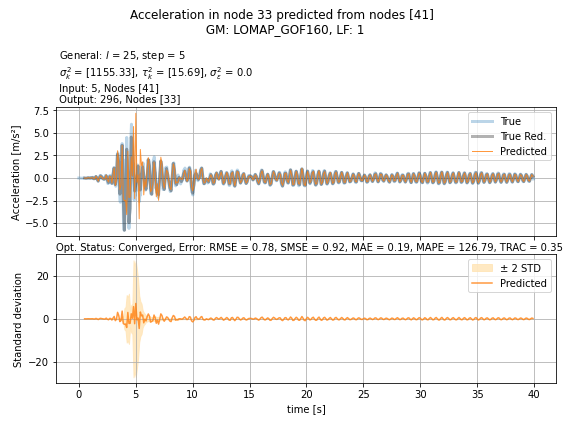 Acceleration in node 33 predicted from nodes [41]
GM: LOMAP_GOF160, LF: 1
General: l = 25, step = 5
σ²ₖ = [1155.33], τ²ₖ = [15.69], σ²ε = 0.0
Input: 5, Nodes [41]
Output: 296, Nodes [33]
Acceleration [m/s²]
7.5
5.0
2.5
0.0
−2.5
−5.0
True
True Red.
Predicted
Opt. Status: Converged, Error: RMSE = 0.78, SMSE = 0.92, MAE = 0.19, MAPE = 126.79, TRAC = 0.35
Standard deviation
20
0
−20
± 2 STD
Predicted
0 5 10 15 20 25 30 35 40
time [s]